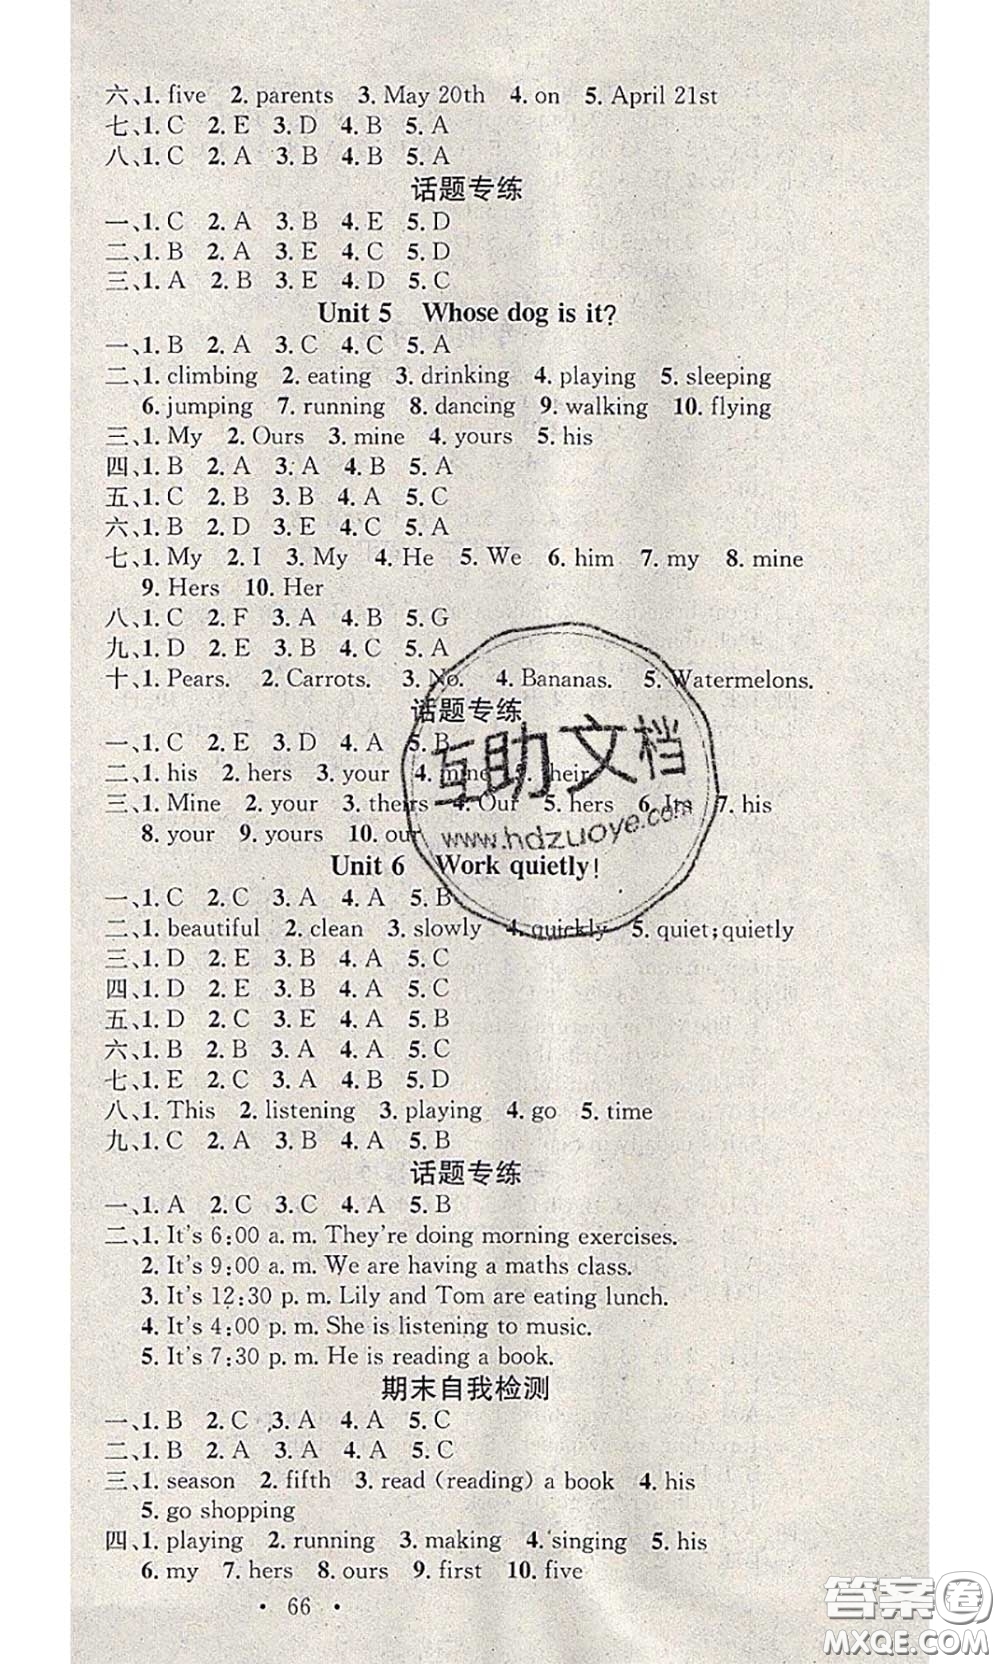 六、1. five 2. parents 3. May 20th 4. on 5. April 21st
七、1. C 2. E 3. D 4. B 5. A
八、1. C 2. A 3. B 4. B 5. A
话题专练
一、1. C 2. A 3. B 4. E 5. D
二、1. B 2. A 3. E 4. C 5. D
三、1. A 2. B 3. E 4. D 5. C
Unit 5 Whose dog is it?
一、1. B 2. A 3. C 4. C 5. A
二、1. climbing 2. eating 3. drinking 4. playing 5. sleeping
6. jumping 7. running 8. dancing 9. walking 10. flying
三、1. My 2. Ours 3. mine 4. yours 5. his
四、1. B 2. A 3. A 4. B 5. A
五、1. C 2. B 3. B 4. A 5. C
六、1. B 2. D 3. E 4. C 5. A
七、1. My 2. I 3. My 4. He 5. We 6. him 7. my 8. mine
9. Hers 10. Her
八、1. C 2. F 3. A 4. B 5. G
九、1. D 2. E 3. B 4. C 5. A
十、1. Pears. 2. Carrots. 3. No. 4. Bananas. 5. Watermelons.
话题专练
一、1. C 2. E 3. D 4. A 5. B
二、1. his 2. hers 3. your 4. mine 5. their
三、1. Mine 2. your 3. theirs 4. Our 5. hers 6. Its 7. his
8. your 9. yours 10. our
互助文档
www.hdzuoye.com
Unit 6 Work quietly!
一、1. C 2. C 3. A 4. A 5. B
二、1. beautiful 2. clean 3. slowly 4. quickly 5. quiet;quietly
三、1. D 2. E 3. B 4. A 5. C
四、1. D 2. E 3. B 4. A 5. C
五、1. D 2. C 3. E 4. A 5. B
六、1. B 2. B 3. A 4. A 5. C
七、1. E 2. C 3. A 4. B 5. D
八、1. This 2. listening 3. playing 4. go 5. time
九、1. C 2. A 3. B 4. A 5. B
话题专练
一、1. A 2. C 3. C 4. A 5. B
二、1. It's 6:00 a. m. They're doing morning exercises.
2. It's 9:00 a. m. We are having a maths class.
3. It's 12:30 p. m. Lily and Tom are eating lunch.
4. It's 4:00 p. m. She is listening to music.
5. It's 7:30 p. m. He is reading a book.
期末自我检测
一、1. B 2. C 3. A 4. A 5. C
二、1. B 2. A 3. A 4. A 5. C
三、1. season 2. fifth 3. read (reading) a book 4. his
5. go shopping
四、1. playing 2. running 3. making 4. singing 5. his
6. my 7. hers 8. ours 9. first 10. five
· 66 ·
答案圈
MXQE.COM